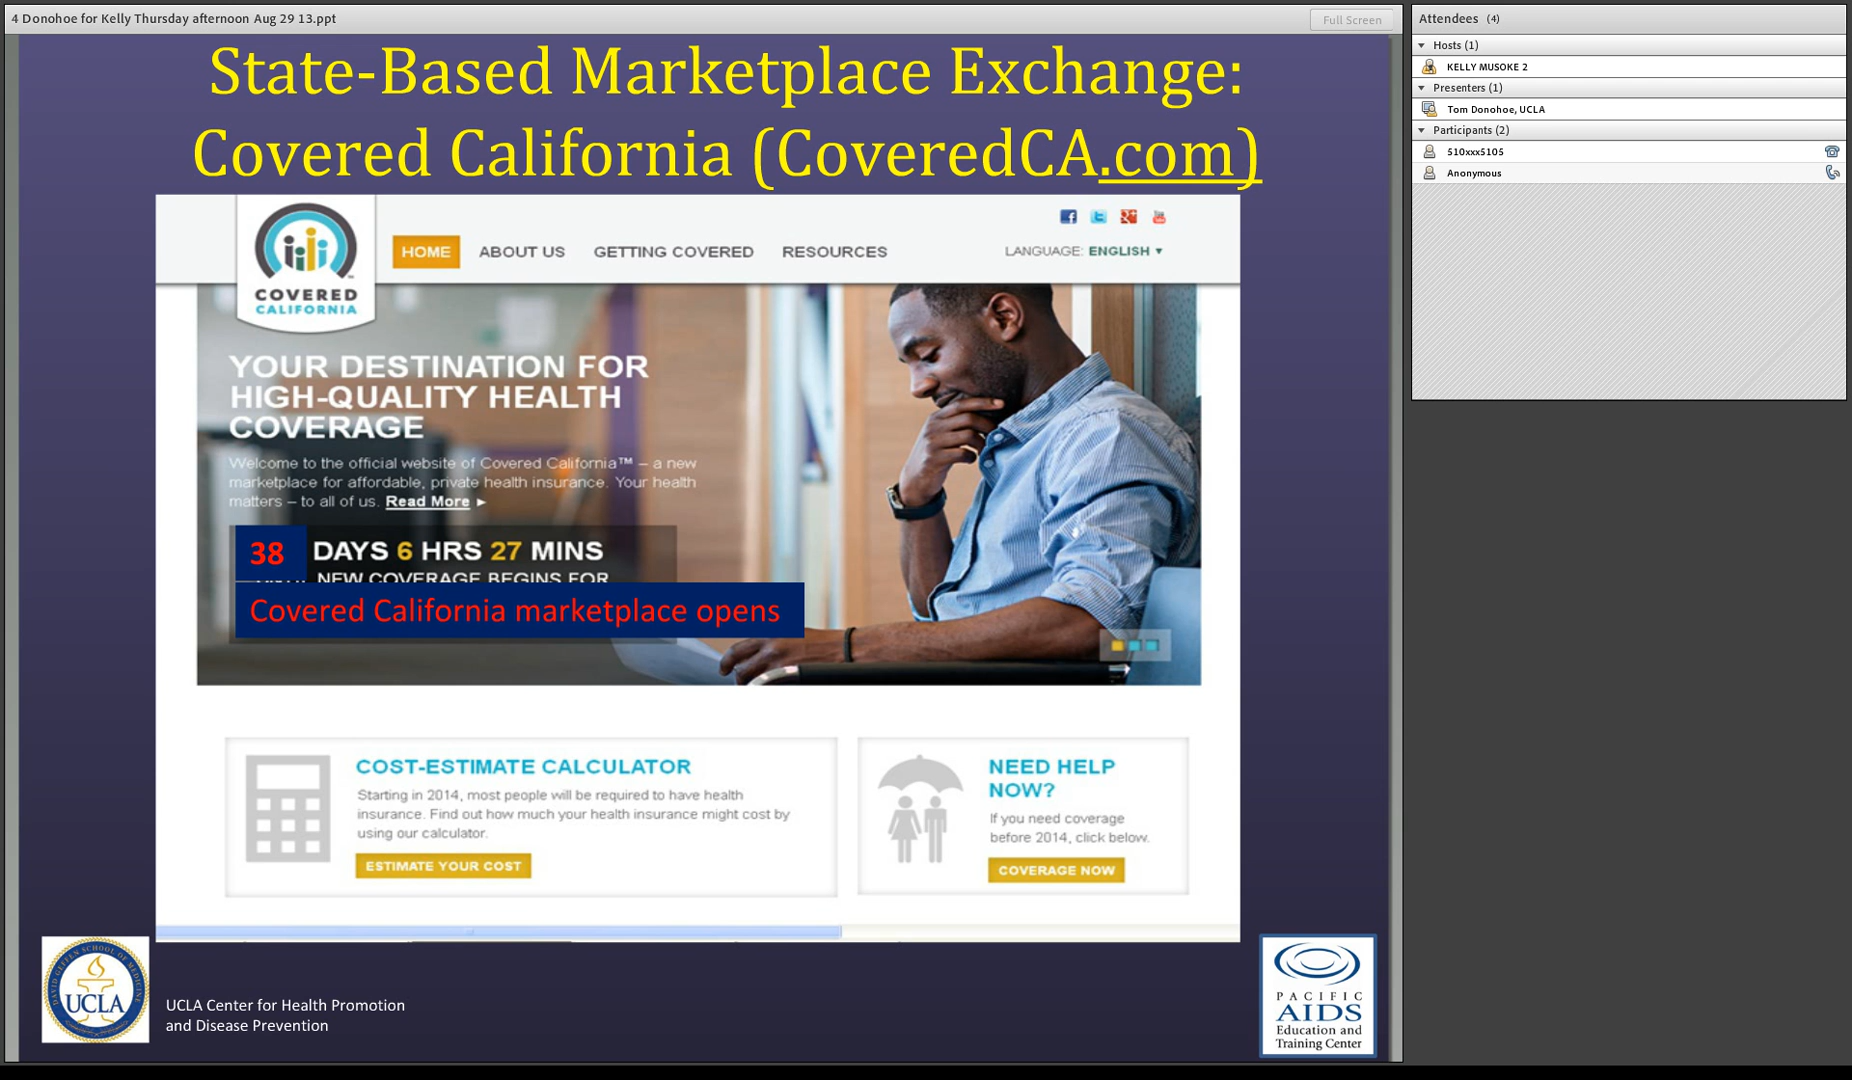 4 Donohoe for Kelly Thursday afternoon Aug 29 13.ppt
Full Screen
State-Based Marketplace Exchange:
Covered California (CoveredCA.com)
COVERED
CALIFORNIA
HOME ABOUT US GETTING COVERED RESOURCES
LANGUAGE: ENGLISH ▼
YOUR DESTINATION FOR
HIGH-QUALITY HEALTH
COVERAGE
Welcome to the official website of Covered California™ – a new
marketplace for affordable, private health insurance. Your health
matters – to all of us. Read More ►
38 DAYS 6 HRS 27 MINS
NEW COVERAGE BEGINS FOR
Covered California marketplace opens
COST-ESTIMATE CALCULATOR
Starting in 2014, most people will be required to have health
insurance. Find out how much your health insurance might cost by
using our calculator.
ESTIMATE YOUR COST
NEED HELP
NOW?
If you need coverage
before 2014, click below.
COVERAGE NOW
DAVID GEFFEN SCHOOL OF MEDICINE
UCLA
UCLA Center for Health Promotion
and Disease Prevention
PACIFIC
AIDS
Education and
Training Center
Attendees (4)
Hosts (1)
KELLY MUSOKE 2
Presenters (1)
Tom Donohoe, UCLA
Participants (2)
510xxx5105
Anonymous